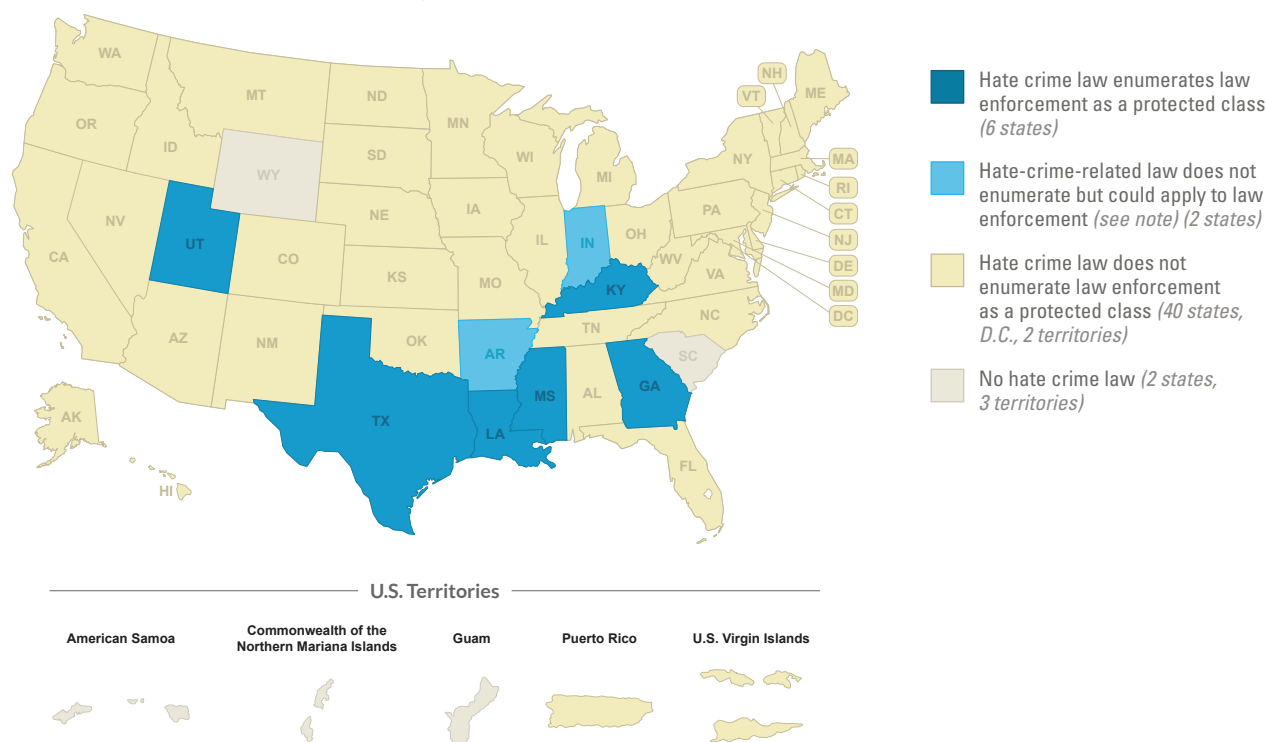 WA
OR
CA
NV
ID
MT
WY
UT
AZ
CO
NM
ND
SD
NE
KS
OK
TX
MN
IA
MO
AR
LA
WI
IL
IN
MI
OH
KY
TN
MS
AL
GA
FL
SC
NC
VA
WV
PA
NY
VT
NH
ME
MA
RI
CT
NJ
DE
MD
DC
AK
HI
Hate crime law enumerates law
enforcement as a protected class
(6 states)
Hate-crime-related law does not
enumerate but could apply to law
enforcement (see note) (2 states)
Hate crime law does not
enumerate law enforcement
as a protected class (40 states,
D.C., 2 territories)
No hate crime law (2 states,
3 territories)
U.S. Territories
American Samoa
Commonwealth of the
Northern Mariana Islands
Guam
Puerto Rico
U.S. Virgin Islands